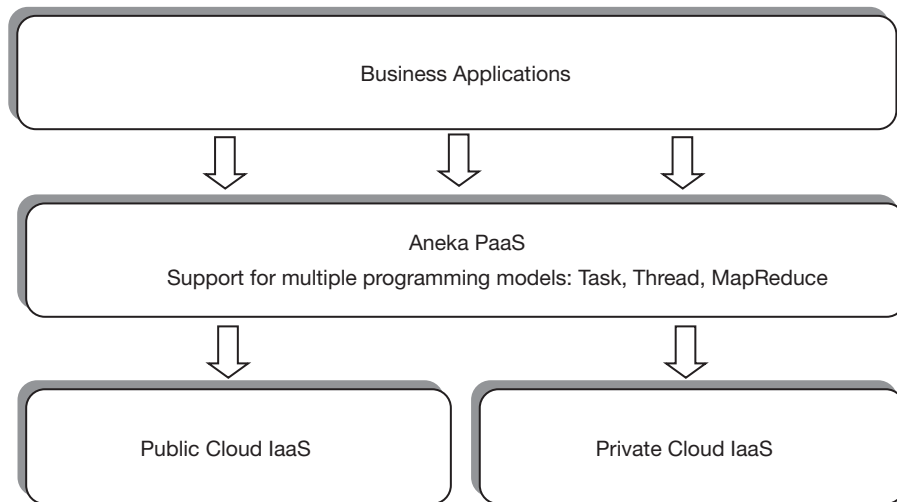 Business Applications
Aneka PaaS
Support for multiple programming models: Task, Thread, MapReduce
Public Cloud IaaS
Private Cloud IaaS